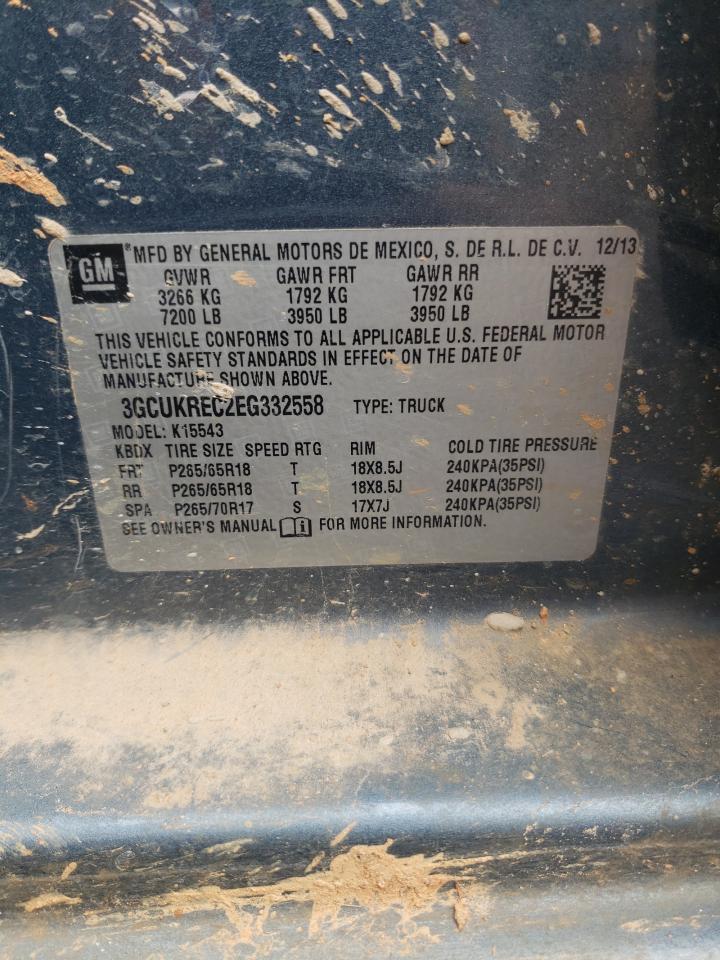 GM ® MFD BY GENERAL MOTORS DE MEXICO, S. DE R.L. DE C.V. 12/13
GVWR GAWR FRT GAWR RR
3266 KG 1792 KG 1792 KG
7200 LB 3950 LB 3950 LB
THIS VEHICLE CONFORMS TO ALL APPLICABLE U.S. FEDERAL MOTOR
VEHICLE SAFETY STANDARDS IN EFFECT ON THE DATE OF
MANUFACTURE SHOWN ABOVE.
3GCUKREC2EG332558 TYPE: TRUCK
MODEL: K15543
KBDX TIRE SIZE SPEED RTG RIM COLD TIRE PRESSURE
FRT P265/65R18 T 18X8.5J 240KPA(35PSI)
RR P265/65R18 T 18X8.5J 240KPA(35PSI)
SPA P265/70R17 S 17X7J 240KPA(35PSI)
SEE OWNER'S MANUAL i FOR MORE INFORMATION.